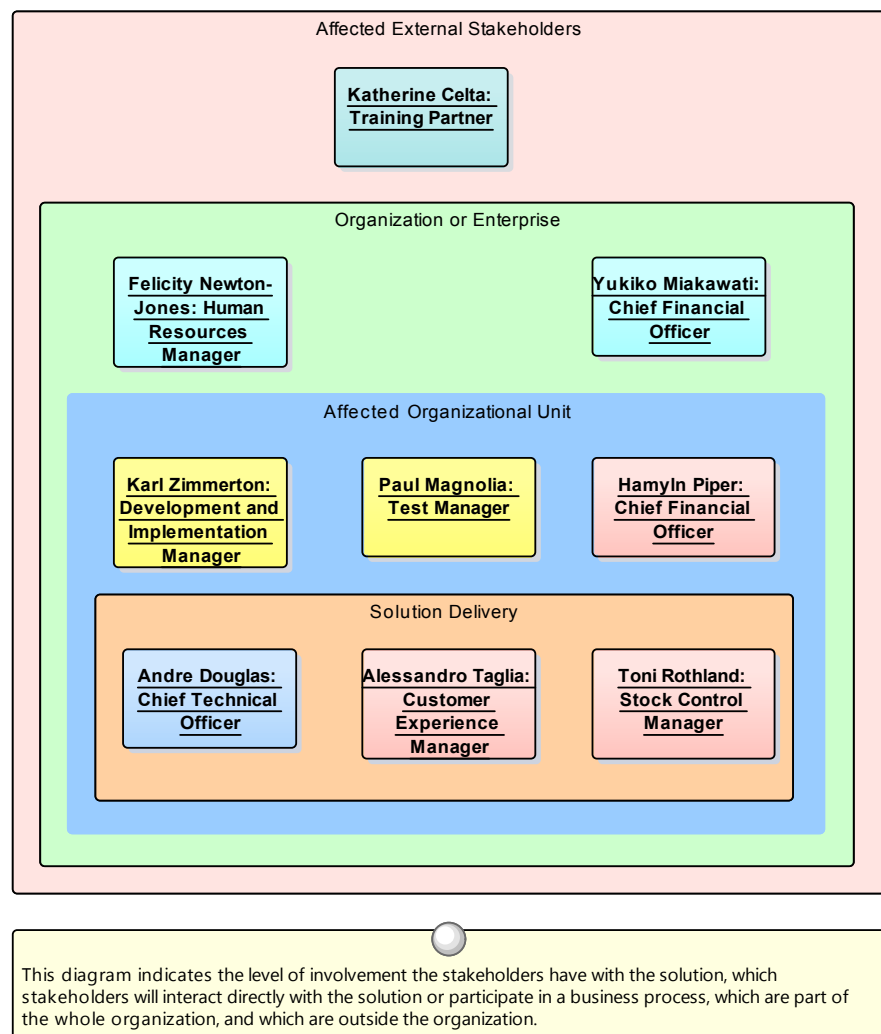 Affected External Stakeholders
Katherine Celta:
Training Partner
Organization or Enterprise
Felicity Newton-
Jones: Human
Resources
Manager
Yukiko Miakawati:
Chief Financial
Officer
Affected Organizational Unit
Karl Zimmerton:
Development and
Implementation
Manager
Paul Magnolia:
Test Manager
Hamyln Piper:
Chief Financial
Officer
Solution Delivery
Andre Douglas:
Chief Technical
Officer
Alessandro Taglia:
Customer
Experience
Manager
Toni Rothland:
Stock Control
Manager
This diagram indicates the level of involvement the stakeholders have with the solution, which
stakeholders will interact directly with the solution or participate in a business process, which are part of
the whole organization, and which are outside the organization.